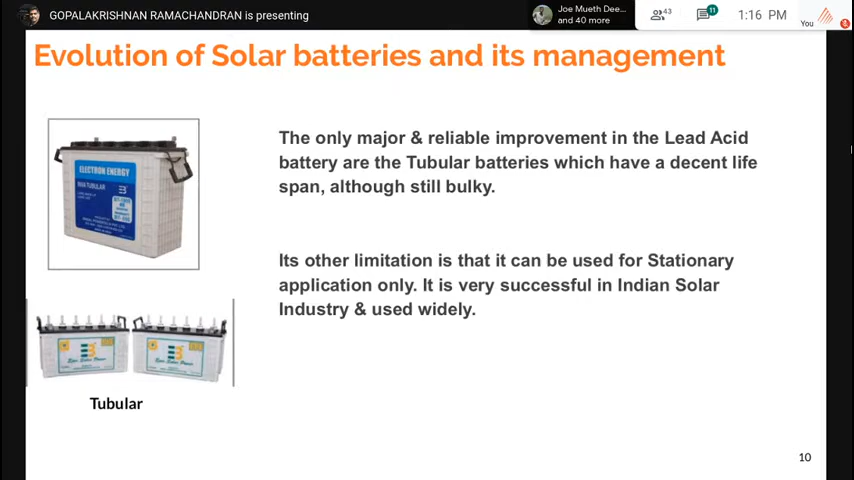 GOPALAKRISHNAN RAMACHANDRAN is presenting
Joe Mueth Dee...
and 40 more
43
11
1:16 PM
You
Evolution of Solar batteries and its management
ELECTRON ENERGY
TUBULAR
The only major & reliable improvement in the Lead Acid
battery are the Tubular batteries which have a decent life
span, although still bulky.
Its other limitation is that it can be used for Stationary
application only. It is very successful in Indian Solar
Industry & used widely.
Tubular
10